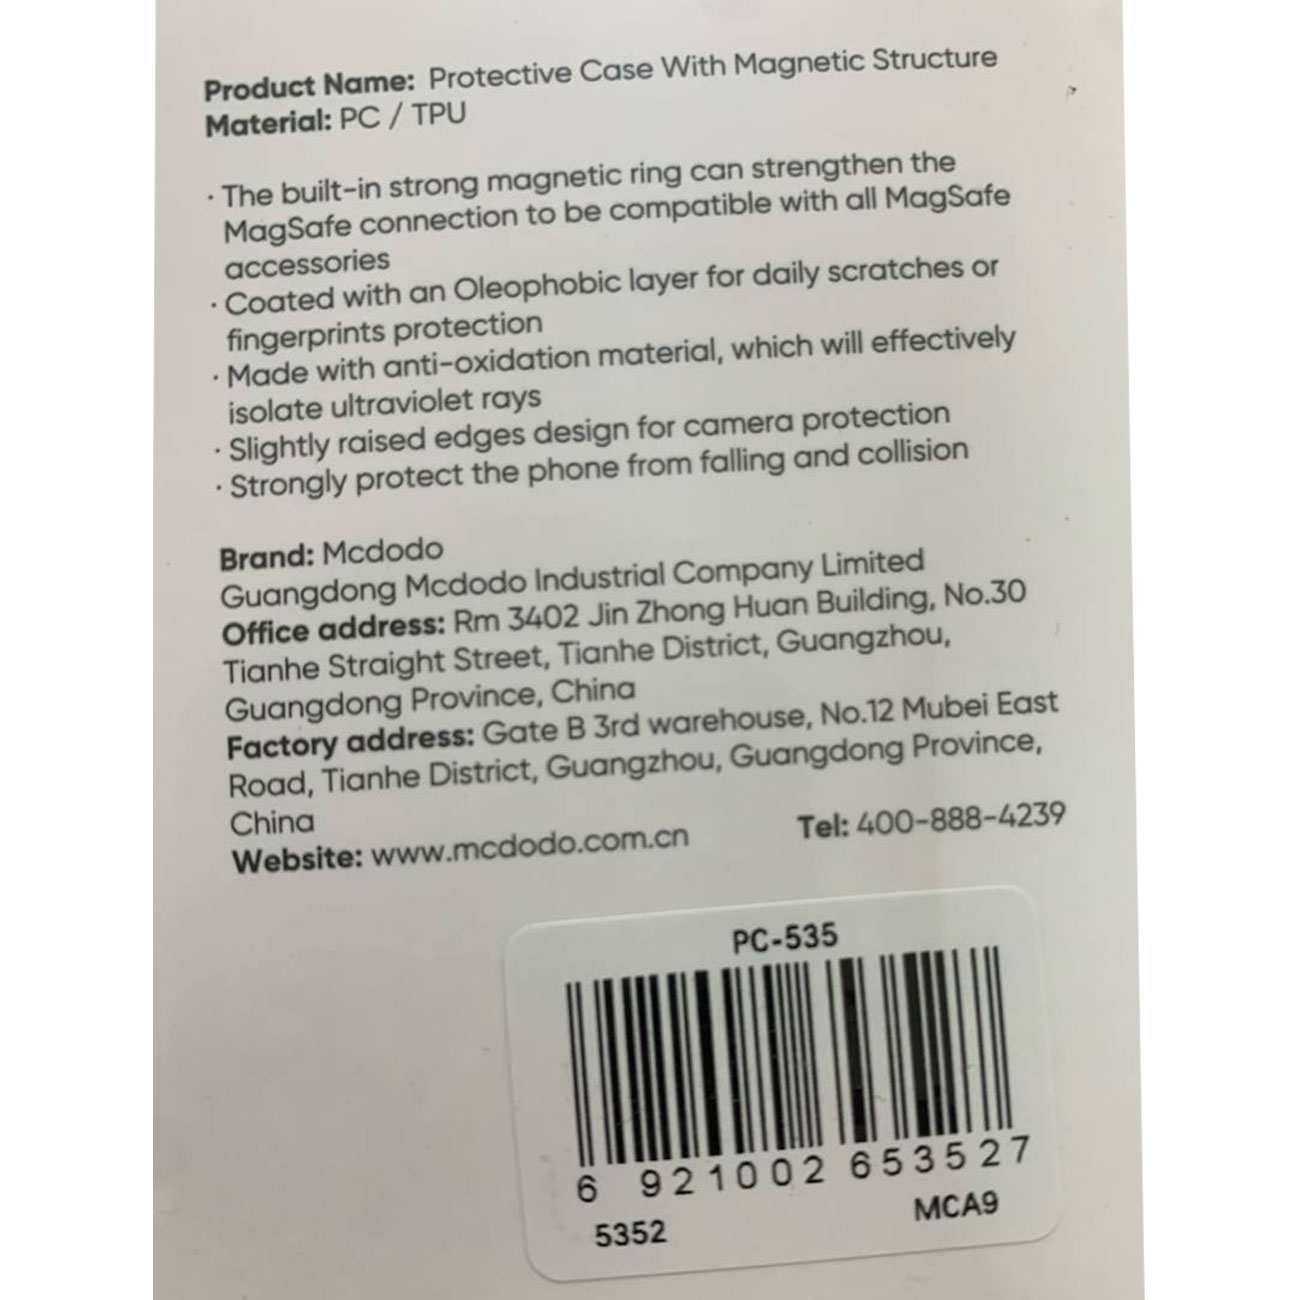 Product Name: Protective Case With Magnetic Structure
Material: PC / TPU
· The built-in strong magnetic ring can strengthen the
MagSafe connection to be compatible with all MagSafe
accessories
· Coated with an Oleophobic layer for daily scratches or
fingerprints protection
· Made with anti-oxidation material, which will effectively
isolate ultraviolet rays
· Slightly raised edges design for camera protection
· Strongly protect the phone from falling and collision
Brand: Mcdodo
Guangdong Mcdodo Industrial Company Limited
Office address: Rm 3402 Jin Zhong Huan Building, No.30
Tianhe Straight Street, Tianhe District, Guangzhou,
Guangdong Province, China
Factory address: Gate B 3rd warehouse, No.12 Mubei East
Road, Tianhe District, Guangzhou, Guangdong Province,
China
Website: www.mcdodo.com.cn Tel: 400-888-4239
PC-535
6 921002 653527
5352 MCA9